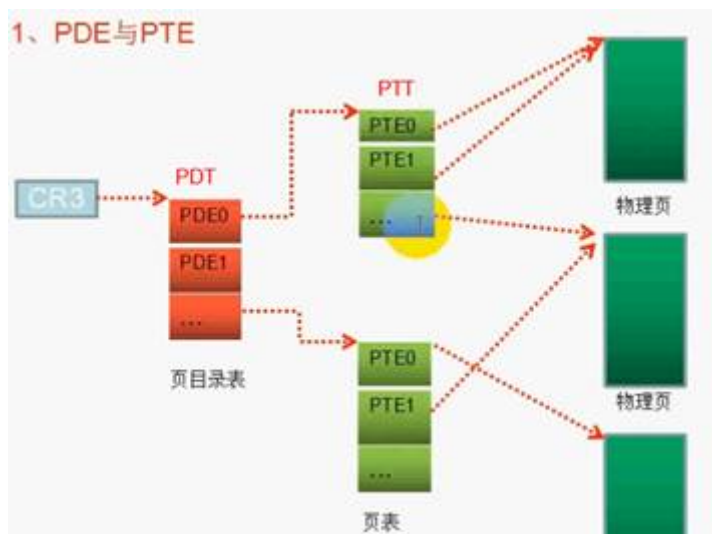 1、PDE与PTE
PTT
PTE0
PTE1
...
物理页
CR3
PDT
PDE0
PDE1
...
页目录表
PTE0
PTE1
...
页表
物理页